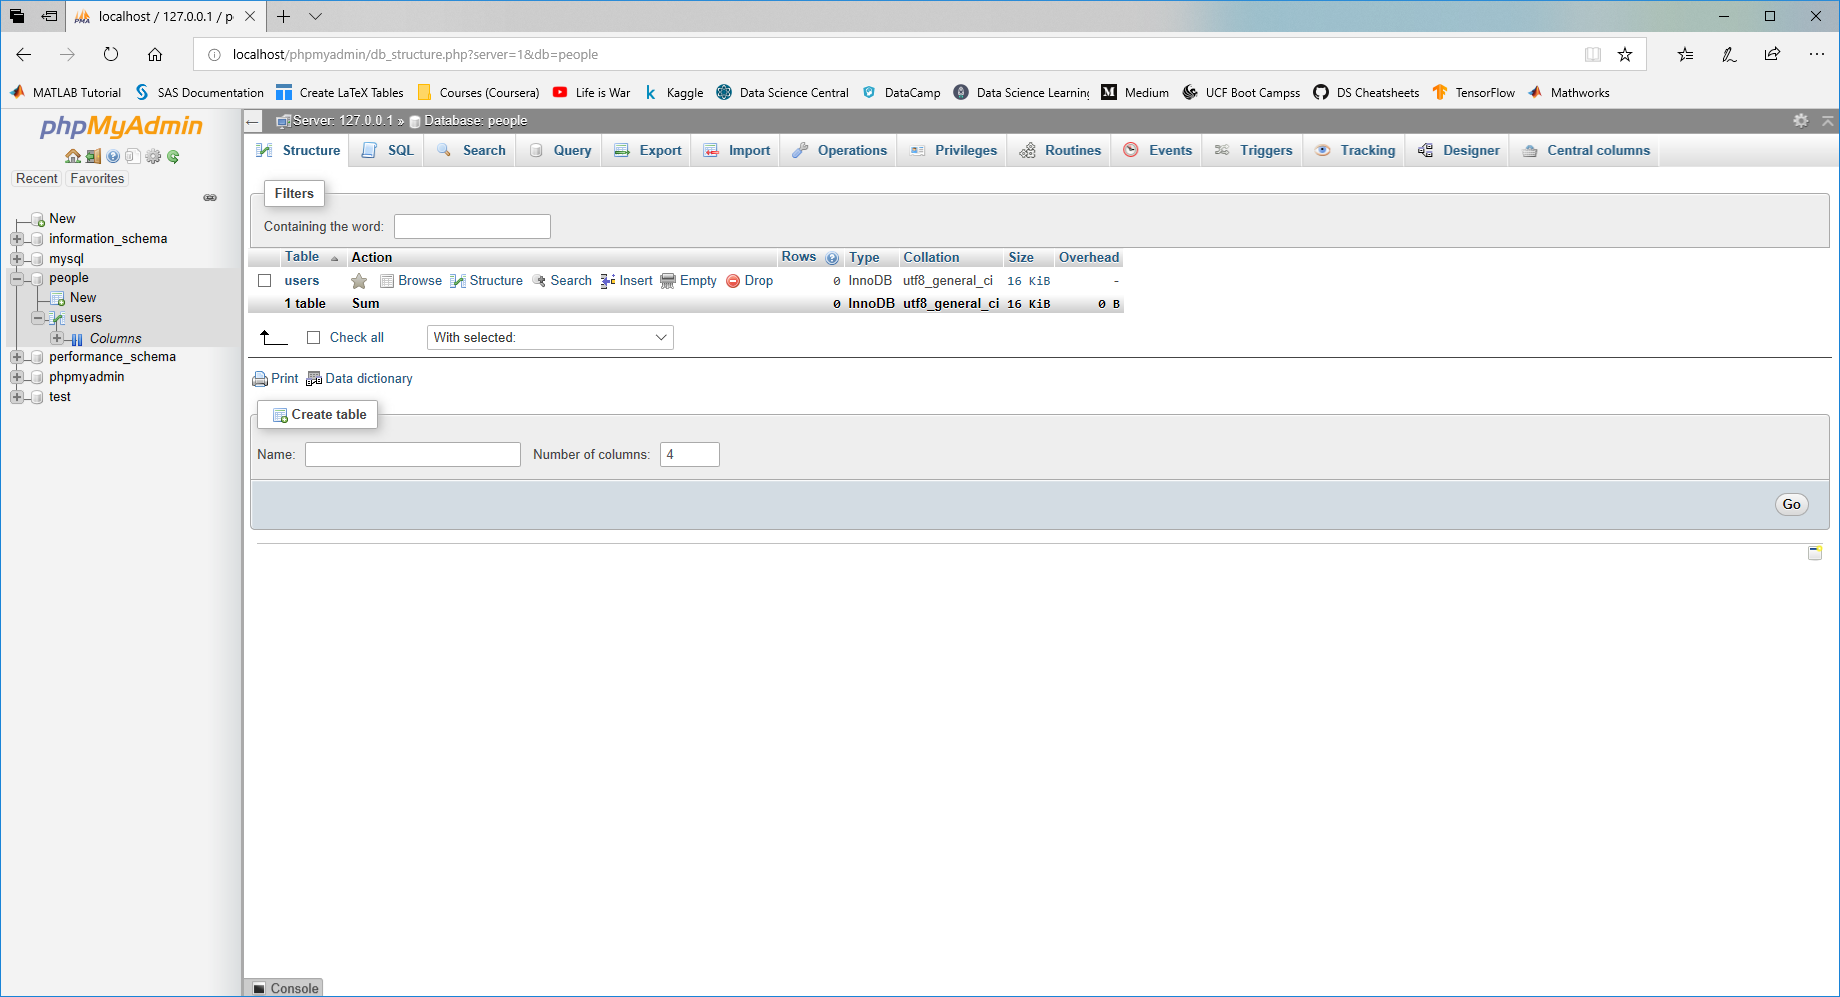 localhost / 127.0.0.1 / p
localhost/phpmyadmin/db_structure.php?server=1&db=people
MATLAB Tutorial SAS Documentation Create LaTeX Tables Courses (Coursera) Life is War Kaggle Data Science Central DataCamp Data Science Learning Medium UCF Boot Campss DS Cheatsheets TensorFlow Mathworks
phpMyAdmin
Server: 127.0.0.1 » Database: people
Structure SQL Search Query Export Import Operations Privileges Routines Events Triggers Tracking Designer Central columns
Recent Favorites
New
information_schema
mysql
people
New
users
Columns
performance_schema
phpmyadmin
test
Filters
Containing the word:
Table Action Rows Type Collation Size Overhead
users Browse Structure Search Insert Empty Drop 0 InnoDB utf8_general_ci 16 KiB -
1 table Sum 0 InnoDB utf8_general_ci 16 KiB 0 B
Check all With selected:
Print Data dictionary
Create table
Name: Number of columns: 4
Go
Console